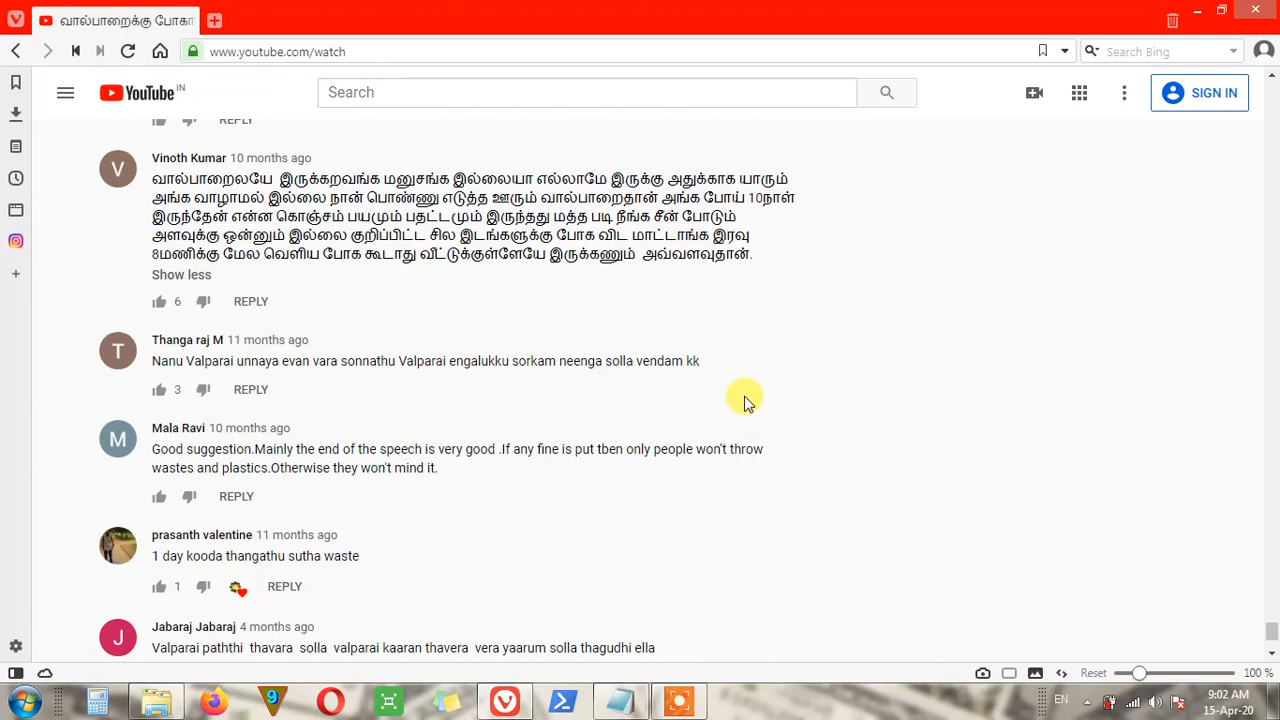 வால்பாறைக்கு போகா
www.youtube.com/watch
Search Bing
YouTube IN
Search
SIGN IN
REPLY
Vinoth Kumar 10 months ago
வால்பாறைலயே இருக்கறவங்க மனுசங்க இல்லையா எல்லாமே இருக்கு அதுக்காக யாரும்
அங்க வாழாமல் இல்லை நான் பொண்ணு எடுத்த ஊரும் வால்பாறைதான் அங்க போய் 10நாள்
இருந்தேன் என்ன கொஞ்சம் பயமும் பதட்டமும் இருந்தது மத்த படி நீங்க சீன் போடும்
அளவுக்கு ஒன்னும் இல்லை குறிப்பிட்ட சில இடங்களுக்கு போக விட மாட்டாங்க இரவு
8மணிக்கு மேல வெளிய போக கூடாது வீட்டுக்குள்ளேயே இருக்கணும் அவ்வளவுதான்.
Show less
6 REPLY
Thanga raj M 11 months ago
Nanu Valparai unnaya evan vara sonnathu Valparai engalukku sorkam neenga solla vendam kk
3 REPLY
Mala Ravi 10 months ago
Good suggestion.Mainly the end of the speech is very good .If any fine is put tben only people won't throw
wastes and plastics.Otherwise they won't mind it.
REPLY
prasanth valentine 11 months ago
1 day kooda thangathu sutha waste
1 REPLY
Jabaraj Jabaraj 4 months ago
Valparai paththi thavara solla valparai kaaran thavera vera yaarum solla thagudhi ella
V
T
M
J
Reset 100 %
9
EN
9:02 AM
15-Apr-20